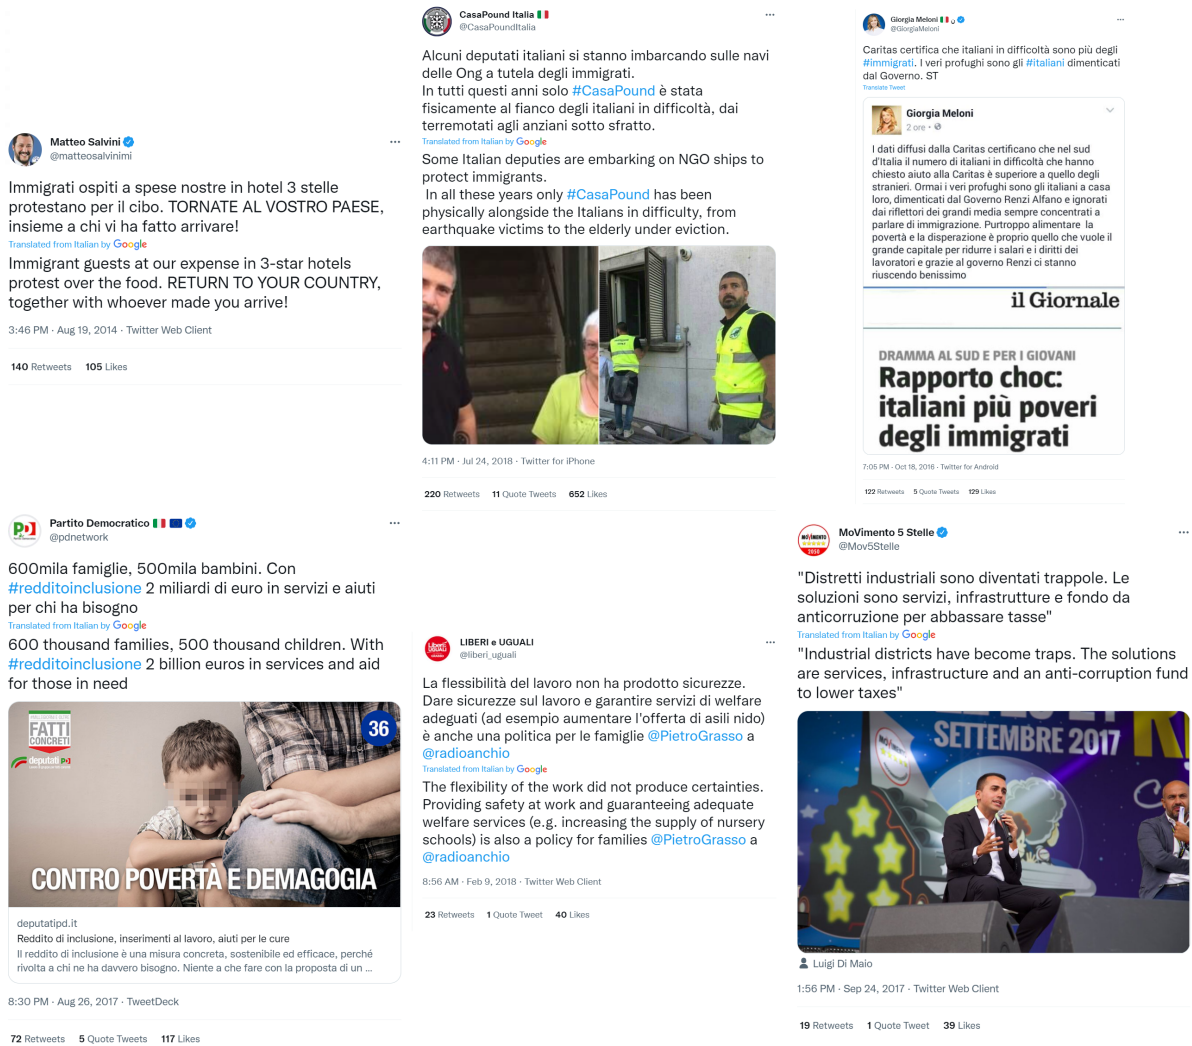 Matteo Salvini
@matteosalvinimi
Immigrati ospiti a spese nostre in hotel 3 stelle
protestano per il cibo. TORNATE AL VOSTRO PAESE,
insieme a chi vi ha fatto arrivare!
Translated from Italian by Google
Immigrant guests at our expense in 3-star hotels
protest over the food. RETURN TO YOUR COUNTRY,
together with whoever made you arrive!
3:46 PM · Aug 19, 2014 · Twitter Web Client
140 Retweets 105 Likes
CasaPound Italia
@CasaPoundItalia
Alcuni deputati italiani si stanno imbarcando sulle navi
delle Ong a tutela degli immigrati.
In tutti questi anni solo #CasaPound è stata
fisicamente al fianco degli italiani in difficoltà, dai
terremotati agli anziani sotto sfratto.
Translated from Italian by Google
Some Italian deputies are embarking on NGO ships to
protect immigrants.
In all these years only #CasaPound has been
physically alongside the Italians in difficulty, from
earthquake victims to the elderly under eviction.
4:11 PM · Jul 24, 2018 · Twitter for iPhone
220 Retweets 11 Quote Tweets 652 Likes
Giorgia Meloni ن
@GiorgiaMeloni
Caritas certifica che italiani in difficoltà sono più degli
#immigrati. I veri profughi sono gli #italiani dimenticati
dal Governo. ST
Translate Tweet
Giorgia Meloni
2 ore ·
I dati diffusi dalla Caritas certificano che nel sud
d'Italia il numero di italiani in difficoltà che hanno
chiesto aiuto alla Caritas è superiore a quello degli
stranieri. Ormai i veri profughi sono gli italiani a casa
loro, dimenticati dal Governo Renzi Alfano e ignorati
dai riflettori dei grandi media sempre concentrati a
parlare di immigrazione. Purtroppo alimentare la
povertà e la disperazione è proprio quello che vuole il
grande capitale per ridurre i salari e i diritti dei
lavoratori e grazie al governo Renzi ci stanno
riuscendo benissimo
il Giornale
DRAMMA AL SUD E PER I GIOVANI
Rapporto choc:
italiani più poveri
degli immigrati
7:05 PM · Oct 18, 2016 · Twitter for Android
122 Retweets 5 Quote Tweets 129 Likes
PD
Partito Democratico
@pdnetwork
600mila famiglie, 500mila bambini. Con
#redditoinclusione 2 miliardi di euro in servizi e aiuti
per chi ha bisogno
Translated from Italian by Google
600 thousand families, 500 thousand children. With
#redditoinclusione 2 billion euros in services and aid
for those in need
FATTI
CONCRETI
deputati PD
36
CONTRO POVERTÀ E DEMAGOGIA
deputatipd.it
Reddito di inclusione, inserimenti al lavoro, aiuti per le cure
Il reddito di inclusione è una misura concreta, sostenibile ed efficace, perché
rivolta a chi ne ha davvero bisogno. Niente a che fare con la proposta di un ...
8:30 PM · Aug 26, 2017 · TweetDeck
72 Retweets 5 Quote Tweets 117 Likes
Liberi
UGUALI
LIBERI e UGUALI
@liberi_uguali
La flessibilità del lavoro non ha prodotto sicurezze.
Dare sicurezze sul lavoro e garantire servizi di welfare
adeguati (ad esempio aumentare l'offerta di asili nido)
è anche una politica per le famiglie @PietroGrasso a
@radioanchio
Translated from Italian by Google
The flexibility of the work did not produce certainties.
Providing safety at work and guaranteeing adequate
welfare services (e.g. increasing the supply of nursery
schools) is also a policy for families @PietroGrasso a
@radioanchio
8:56 AM · Feb 9, 2018 · Twitter Web Client
23 Retweets 1 Quote Tweet 40 Likes
MOVIMENTO
2050
MoVimento 5 Stelle
@Mov5Stelle
"Distretti industriali sono diventati trappole. Le
soluzioni sono servizi, infrastrutture e fondo da
anticorruzione per abbassare tasse"
Translated from Italian by Google
"Industrial districts have become traps. The solutions
are services, infrastructure and an anti-corruption fund
to lower taxes"
SETTEMBRE 2017
MOVIMENTO
Luigi Di Maio
1:56 PM · Sep 24, 2017 · Twitter Web Client
19 Retweets 1 Quote Tweet 39 Likes